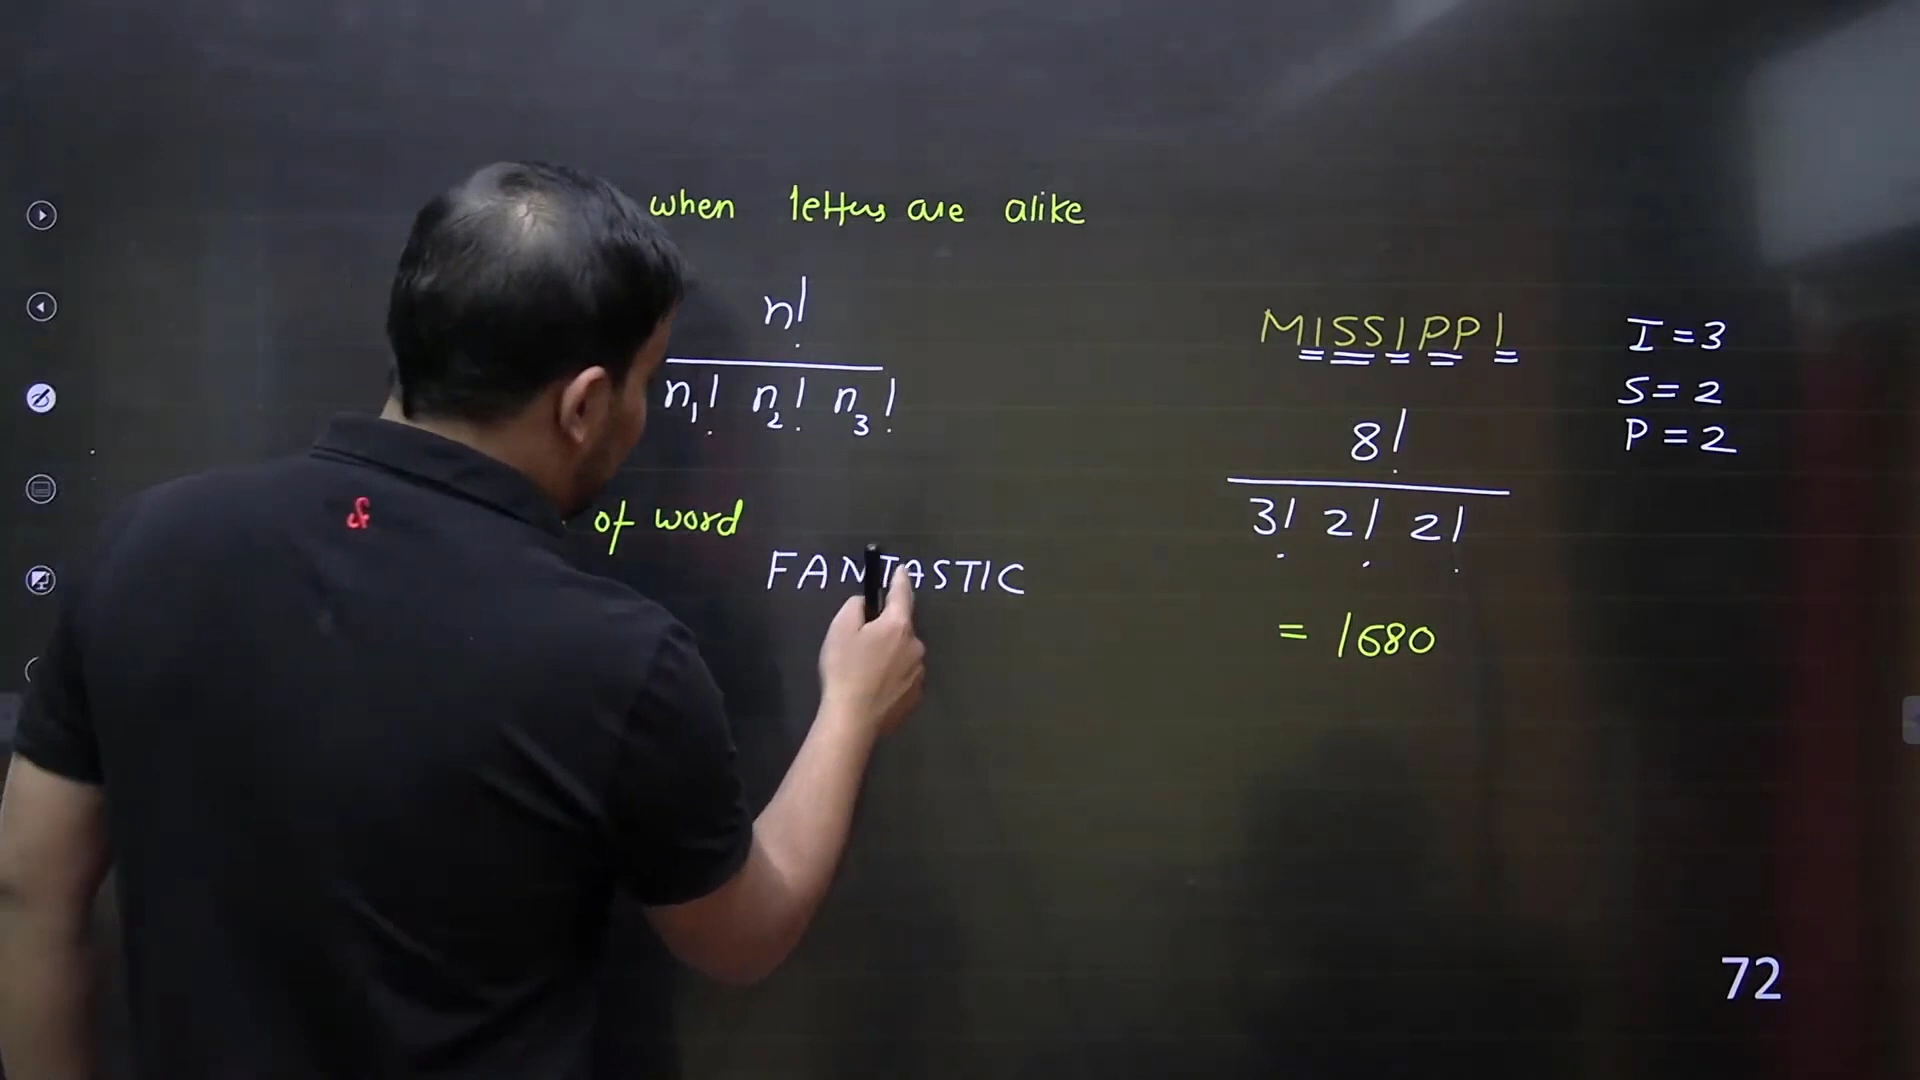 when letters are alike
n!
n₁! n₂! n₃!
of word
FANTASTIC
MISSIPPI
8!
3! 2! 2!
= 1680
I = 3
S = 2
P = 2
72